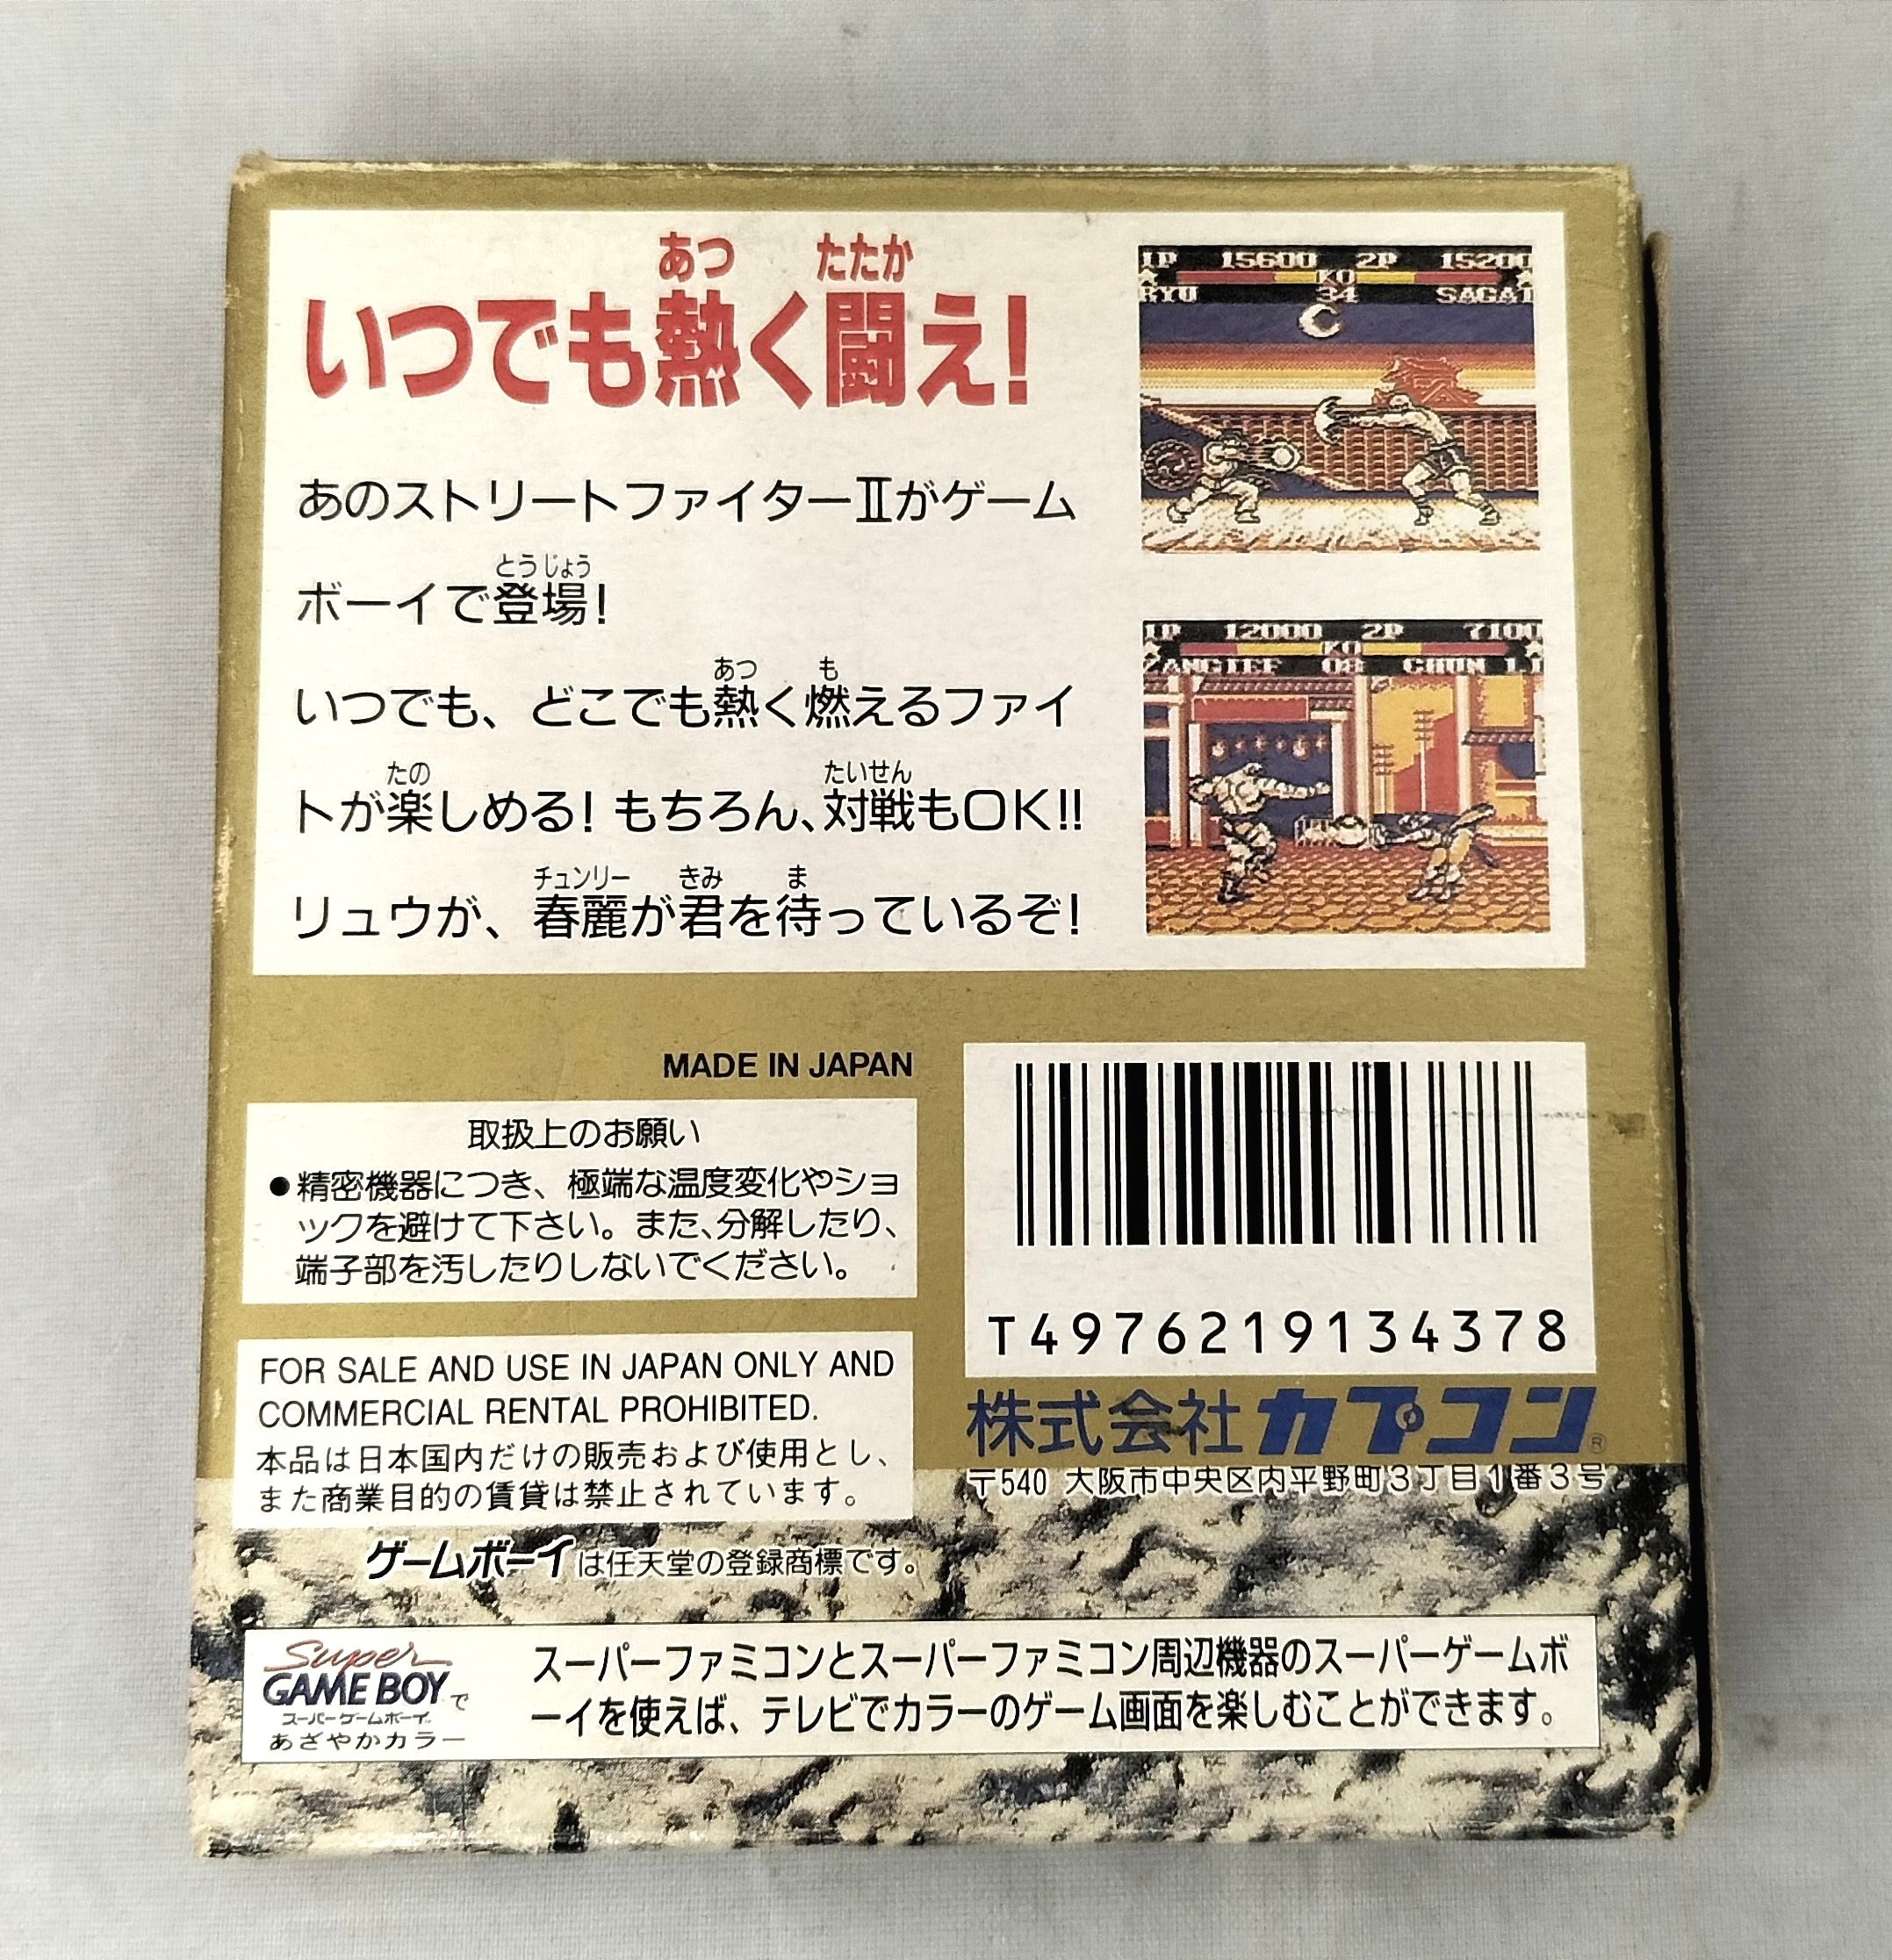 あつ たたか
いつでも熱く闘え!
あのストリートファイターⅡがゲーム
とうじょう
ボーイで登場!
あつ も
いつでも、どこでも熱く燃えるファイ
たの たいせん
トが楽しめる! もちろん、対戦もOK!!
チュンリー きみ ま
リュウが、春麗が君を待っているぞ!
1P 15600 2P 15200
KO
RYU 34 SAGAT
1P 12000 2P 7100
KO
ZANGIEF 08 CHUN LI
MADE IN JAPAN
取扱上のお願い
●精密機器につき、極端な温度変化やショ
ックを避けて下さい。また、分解したり、
端子部を汚したりしないでください。
FOR SALE AND USE IN JAPAN ONLY AND
COMMERCIAL RENTAL PROHIBITED.
本品は日本国内だけの販売および使用とし、
また商業目的の賃貸は禁止されています。
ゲームボーイは任天堂の登録商標です。
T4976219134378
株式会社カプコン®
〒540 大阪市中央区内平野町3丁目1番3号
Super
GAME BOYで
スーパーゲームボーイ
あざやかカラー
スーパーファミコンとスーパーファミコン周辺機器のスーパーゲームボ
ーイを使えば、テレビでカラーのゲーム画面を楽しむことができます。